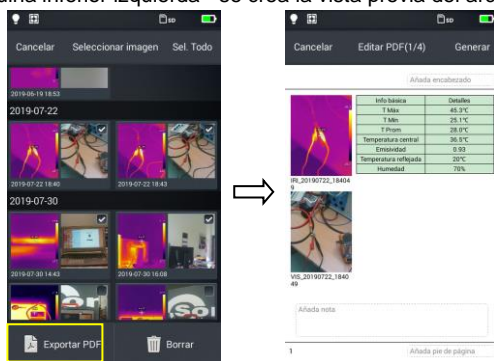 inferior izquierda - se crea la vista previa del
SD
Cancelar Seleccionar imagen Sel. Todo
2019-06-19 18:53
2019-07-22
2019-07-22 18:40 2019-07-22 18:43
2019-07-30
2019-07-30 14:43 2019-07-30 16:08
Exportar PDF Borrar
SD
Cancelar Editar PDF(1/4) Generar
Añada encabezado
Info básica Detalles
T Máx 45.3°C
T Mín 25.1°C
T Prom 28.0°C
Temperatura central 36.5°C
Emisividad 0.93
Temperatura reflejada 20°C
Humedad 70%
IRI_20190722_18404
9
VIS_20190722_1840
49
Añada nota
1 Añada pie de página